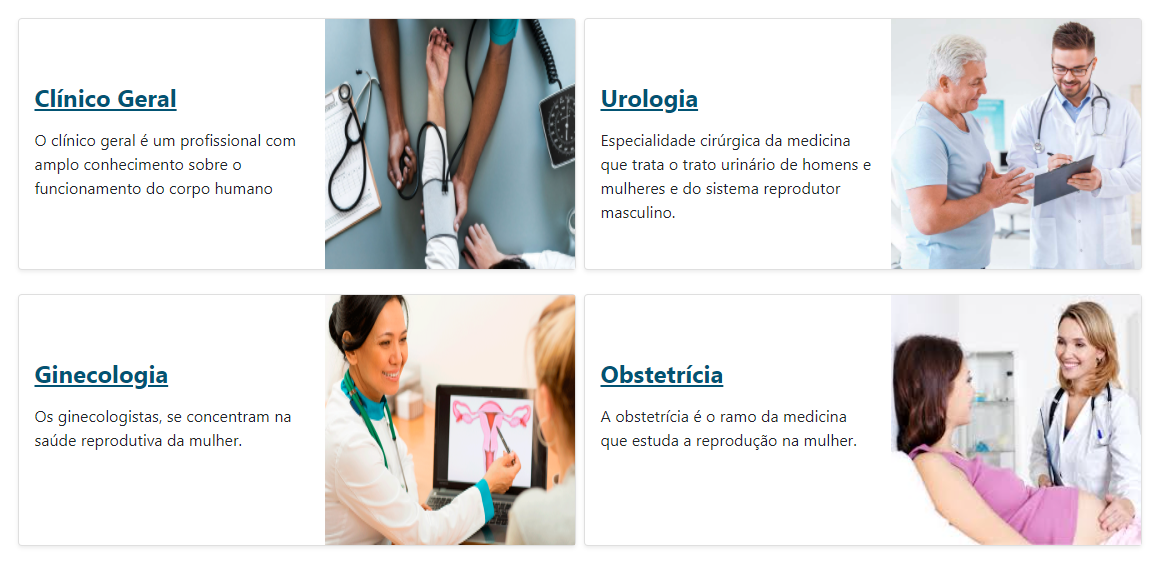 Clínico Geral
O clínico geral é um profissional com
amplo conhecimento sobre o
funcionamento do corpo humano
Urologia
Especialidade cirúrgica da medicina
que trata o trato urinário de homens e
mulheres e do sistema reprodutor
masculino.
Ginecologia
Os ginecologistas, se concentram na
saúde reprodutiva da mulher.
Obstetrícia
A obstetrícia é o ramo da medicina
que estuda a reprodução na mulher.